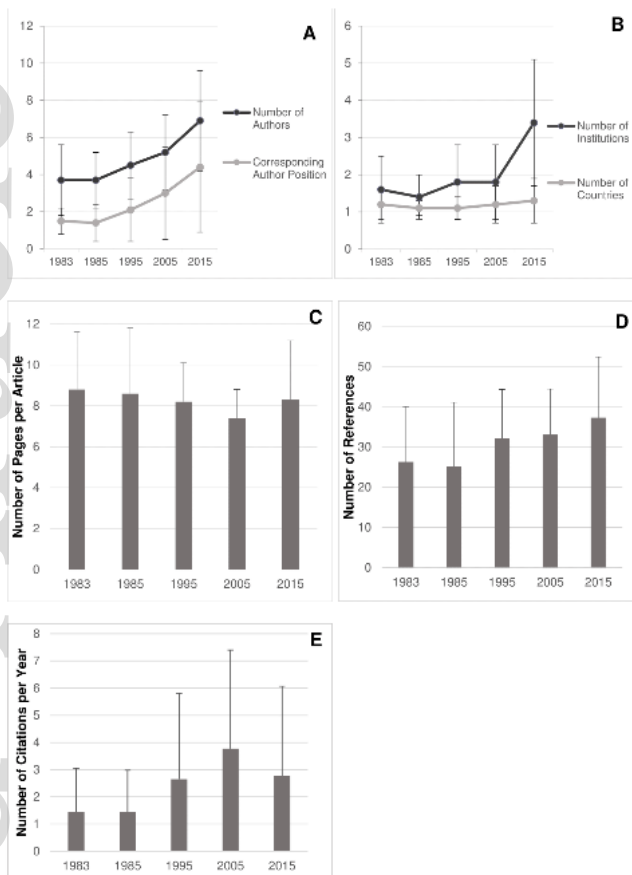 A
12
10
8
6
4
2
0
1983 1985 1995 2005 2015
Number of
Authors
Corresponding
Author Position
B
6
5
4
3
2
1
0
1983 1985 1995 2005 2015
Number of
Institutions
Number of
Countries
C
Number of Pages per Article
12
10
8
6
4
2
0
1983 1985 1995 2005 2015
D
Number of References
60
50
40
30
20
10
0
1983 1985 1995 2005 2015
E
Number of Citations per Year
8
7
6
5
4
3
2
1
0
1983 1985 1995 2005 2015